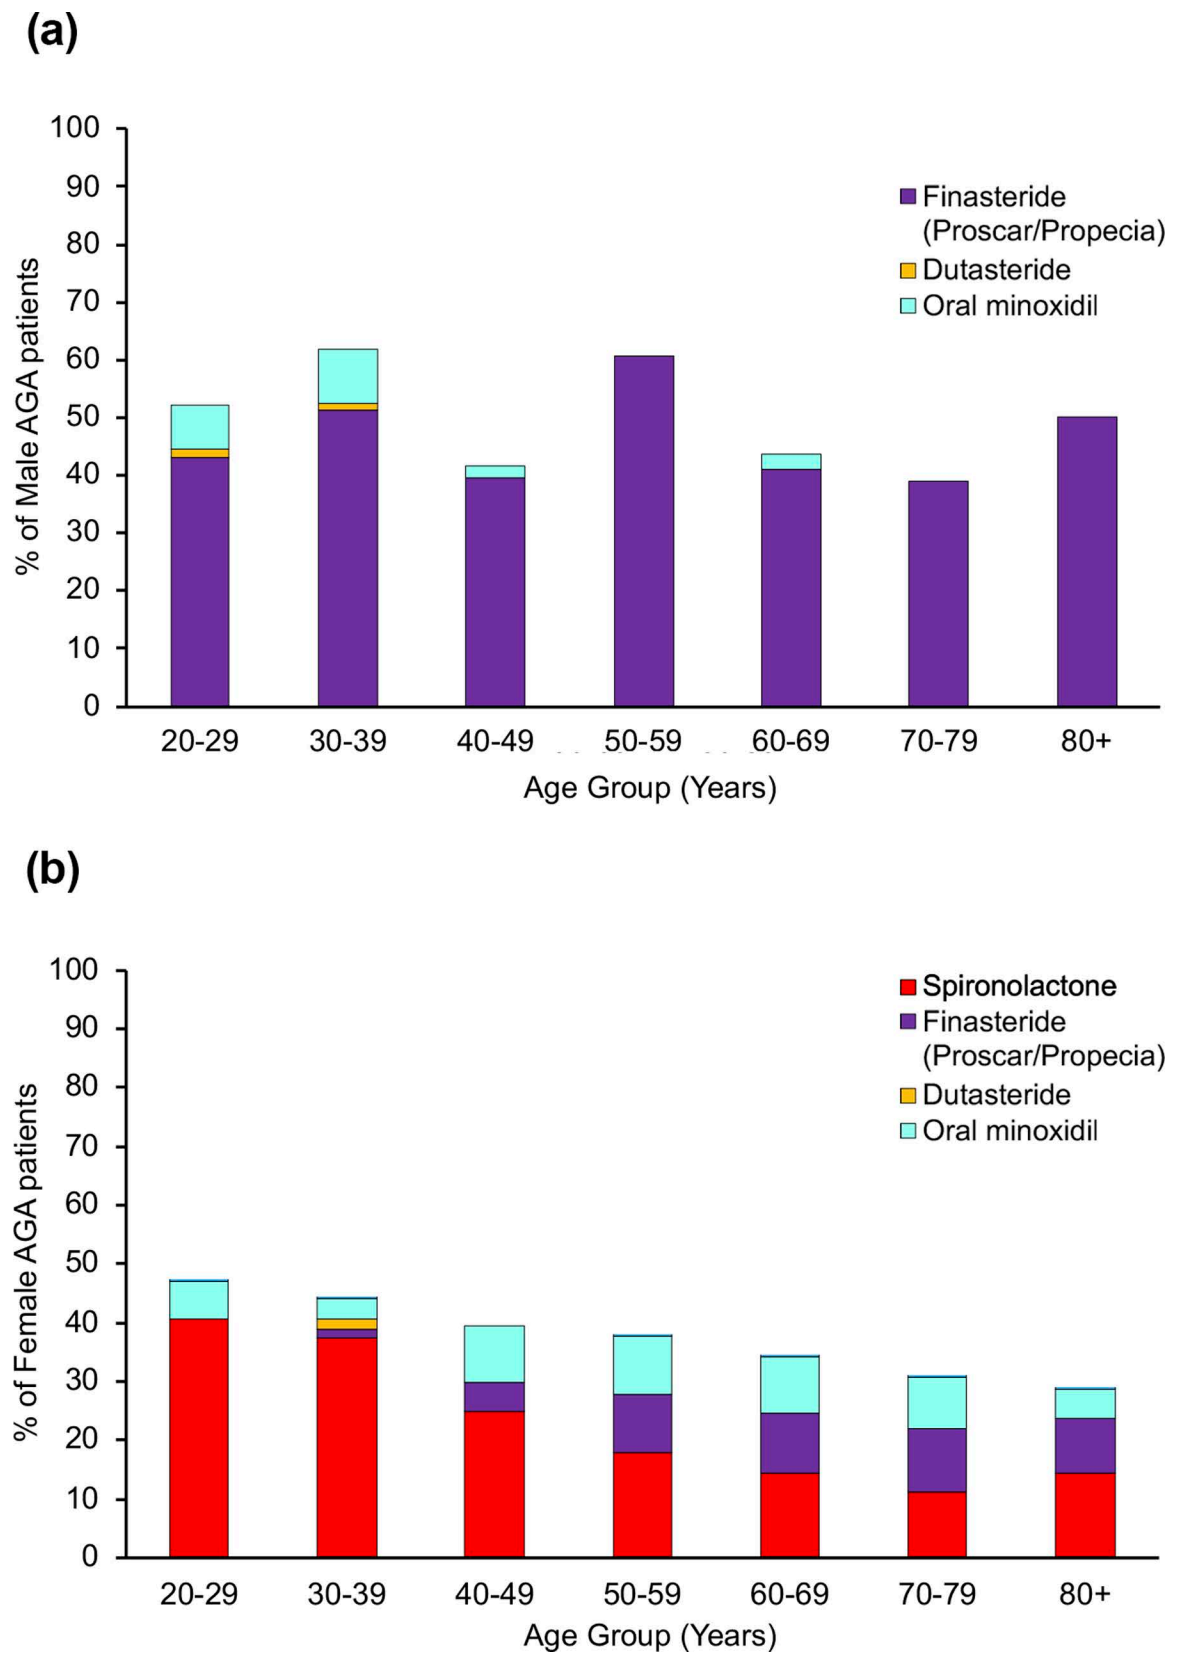 (a)
100
90
80
70
60
50
40
30
20
10
0
% of Male AGA patients
Finasteride
(Proscar/Propecia)
Dutasteride
Oral minoxidil
20-29 30-39 40-49 50-59 60-69 70-79 80+
Age Group (Years)
(b)
100
90
80
70
60
50
40
30
20
10
0
% of Female AGA patients
Spironolactone
Finasteride
(Proscar/Propecia)
Dutasteride
Oral minoxidil
20-29 30-39 40-49 50-59 60-69 70-79 80+
Age Group (Years)